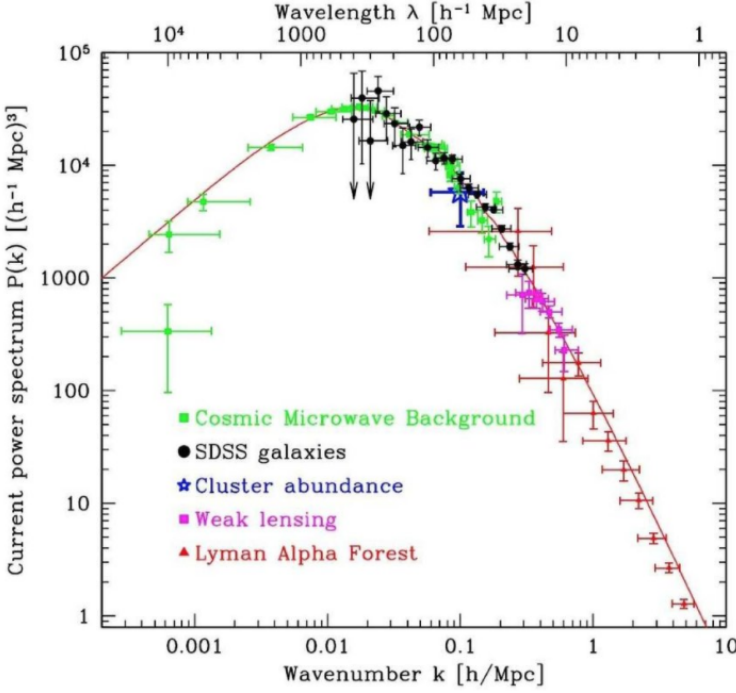 Wavelength λ [h⁻¹ Mpc]
10⁴ 1000 100 10 1
10⁵
10⁴
1000
100
10
1
Current power spectrum P(k) [(h⁻¹ Mpc)³]
Cosmic Microwave Background
SDSS galaxies
Cluster abundance
Weak lensing
Lyman Alpha Forest
0.001 0.01 0.1 1 10
Wavenumber k [h/Mpc]